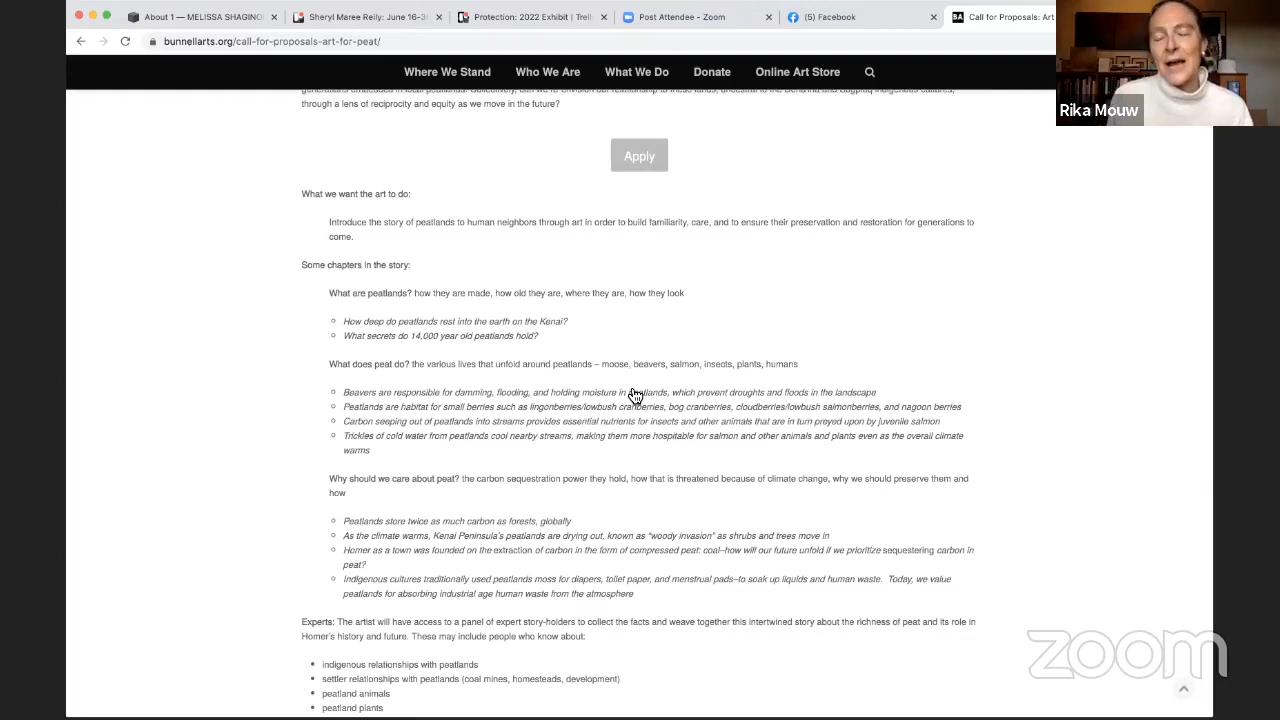 About 1 — MELISSA SHAGINOF
Sheryl Maree Reily: June 16-3
Protection: 2022 Exhibit | Trell
Post Attendee - Zoom
(5) Facebook
BA
Call for Proposals: Art
bunnellarts.org/call-for-proposals-art-for-peat/
Where We Stand
Who We Are
What We Do
Donate
Online Art Store
Rika Mouw
through a lens of reciprocity and equity as we move in the future?
Apply
What we want the art to do:
Introduce the story of peatlands to human neighbors through art in order to build familiarity, care, and to ensure their preservation and restoration for generations to
come.
Some chapters in the story:
What are peatlands? how they are made, how old they are, where they are, how they look
How deep do peatlands rest into the earth on the Kenai?
What secrets do 14,000 year old peatlands hold?
What does peat do? the various lives that unfold around peatlands – moose, beavers, salmon, insects, plants, humans
Beavers are responsible for damming, flooding, and holding moisture in peatlands, which prevent droughts and floods in the landscape
Peatlands are habitat for small berries such as lingonberries/lowbush cranberries, bog cranberries, cloudberries/lowbush salmonberries, and nagoon berries
Carbon seeping out of peatlands into streams provides essential nutrients for insects and other animals that are in turn preyed upon by juvenile salmon
Trickles of cold water from peatlands cool nearby streams, making them more hospitable for salmon and other animals and plants even as the overall climate
warms
Why should we care about peat? the carbon sequestration power they hold, how that is threatened because of climate change, why we should preserve them and
how
Peatlands store twice as much carbon as forests, globally
As the climate warms, Kenai Peninsula's peatlands are drying out, known as “woody invasion” as shrubs and trees move in
Homer as a town was founded on the extraction of carbon in the form of compressed peat: coal–how will our future unfold if we prioritize sequestering carbon in
peat?
Indigenous cultures traditionally used peatlands moss for diapers, toilet paper, and menstrual pads–to soak up liquids and human waste. Today, we value
peatlands for absorbing industrial age human waste from the atmosphere
Experts: The artist will have access to a panel of expert story-holders to collect the facts and weave together this intertwined story about the richness of peat and its role in
Homer's history and future. These may include people who know about:
indigenous relationships with peatlands
settler relationships with peatlands (coal mines, homesteads, development)
peatland animals
peatland plants
zoom